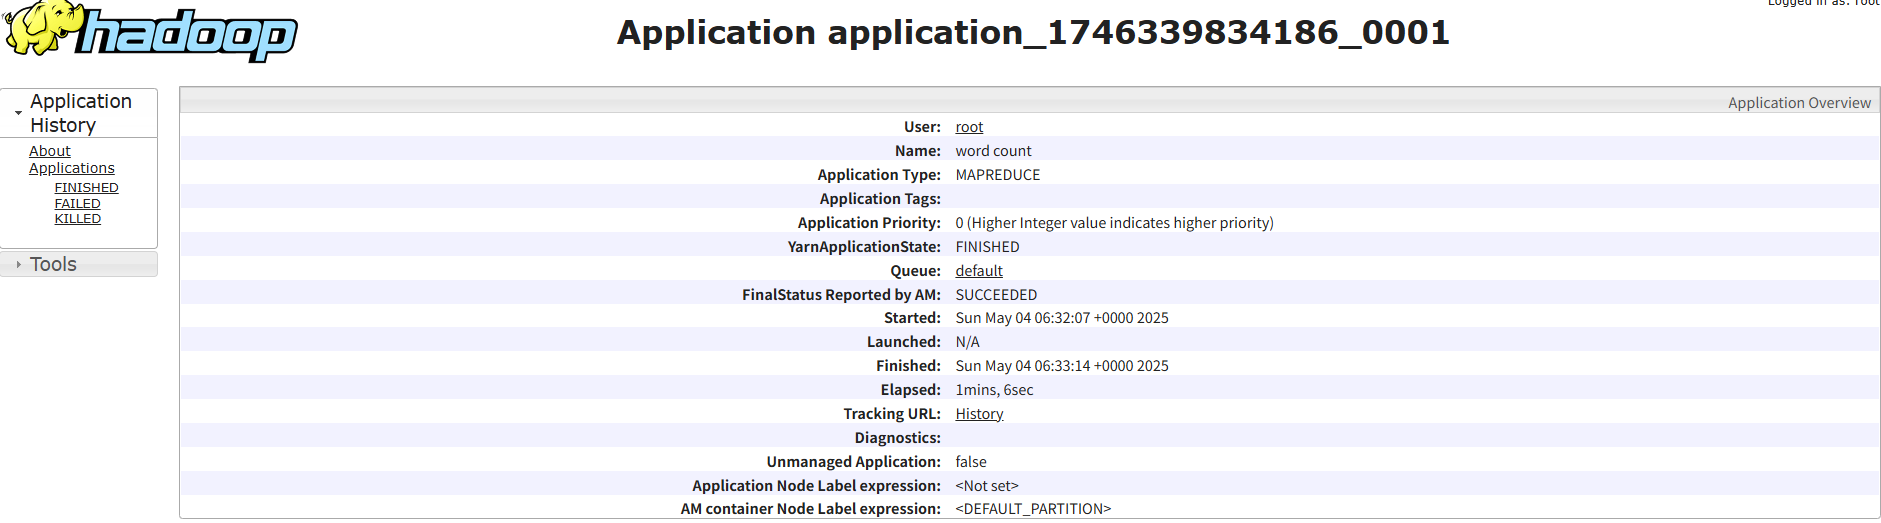 Logged in as: root
hadoop
Application application_1746339834186_0001
Application History
About
Applications
FINISHED
FAILED
KILLED
Tools
Application Overview
User: root
Name: word count
Application Type: MAPREDUCE
Application Tags:
Application Priority: 0 (Higher Integer value indicates higher priority)
YarnApplicationState: FINISHED
Queue: default
FinalStatus Reported by AM: SUCCEEDED
Started: Sun May 04 06:32:07 +0000 2025
Launched: N/A
Finished: Sun May 04 06:33:14 +0000 2025
Elapsed: 1mins, 6sec
Tracking URL: History
Diagnostics:
Unmanaged Application: false
Application Node Label expression: <Not set>
AM container Node Label expression: <DEFAULT_PARTITION>